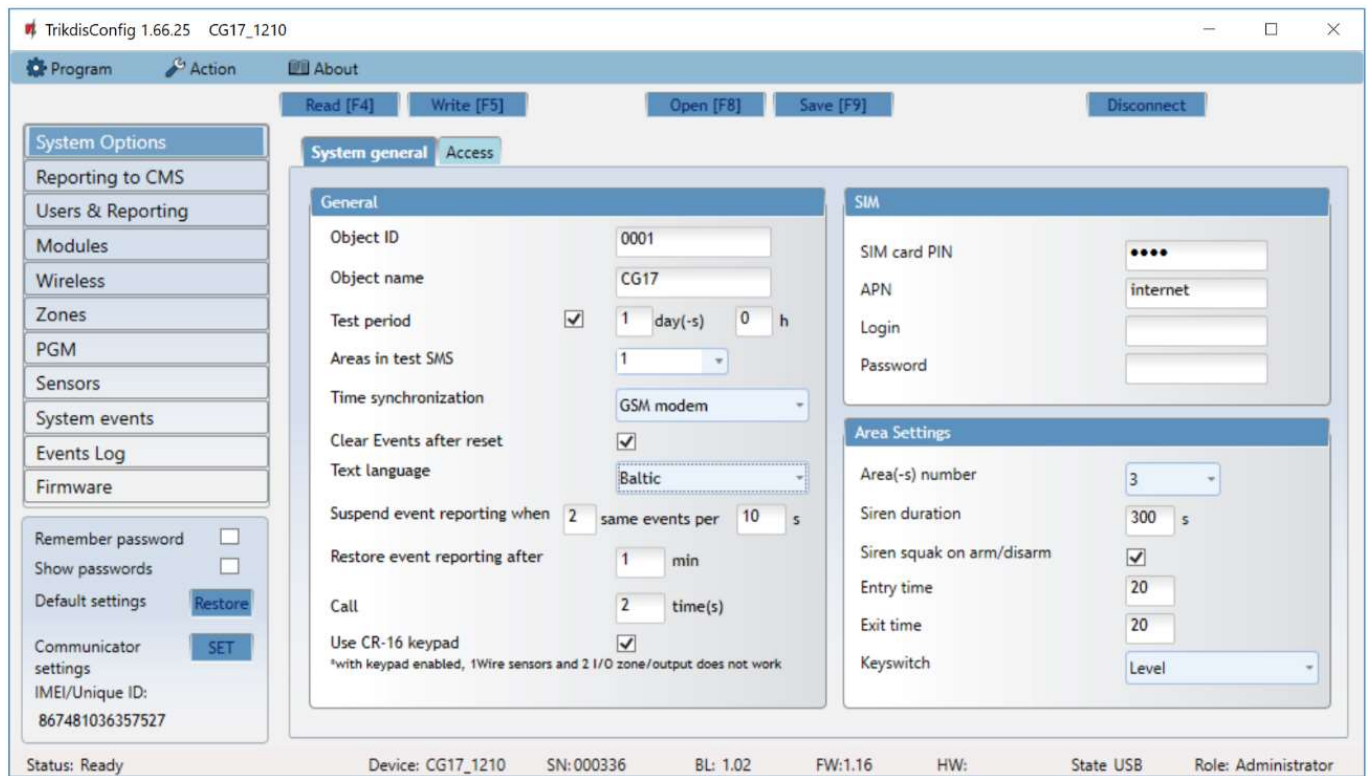 TrikdisConfig 1.66.25 CG17_1210
Program Action About
Read [F4] Write [F5] Open [F8] Save [F9] Disconnect
System Options
Reporting to CMS
Users & Reporting
Modules
Wireless
Zones
PGM
Sensors
System events
Events Log
Firmware
Remember password
Show passwords
Default settings Restore
Communicator settings SET
IMEI/Unique ID:
867481036357527
System general Access
General
Object ID 0001
Object name CG17
Test period 1 day(-s) 0 h
Areas in test SMS 1
Time synchronization GSM modem
Clear Events after reset
Text language Baltic
Suspend event reporting when 2 same events per 10 s
Restore event reporting after 1 min
Call 2 time(s)
Use CR-16 keypad
*with keypad enabled, 1Wire sensors and 2 I/O zone/output does not work
SIM
SIM card PIN ••••
APN internet
Login
Password
Area Settings
Area(-s) number 3
Siren duration 300 s
Siren squak on arm/disarm
Entry time 20
Exit time 20
Keyswitch Level
Status: Ready Device: CG17_1210 SN:000336 BL: 1.02 FW:1.16 HW: State USB Role: Administrator